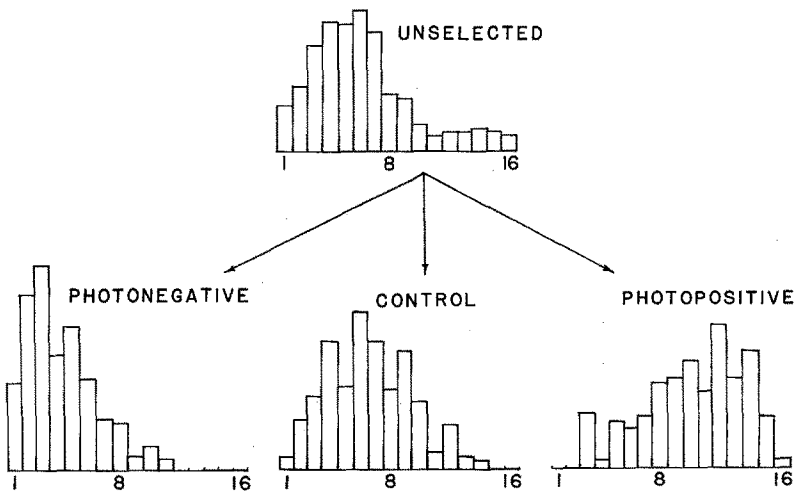 UNSELECTED
1 8 16
PHOTONEGATIVE
CONTROL
PHOTOPOSITIVE
1 8 16
1 8 16
1 8 16